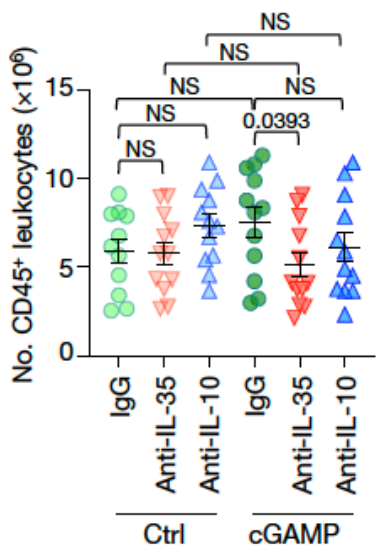 NS
NS
NS NS
NS 0.0393
NS
No. CD45⁺ leukocytes (×10⁶)
15
10
5
0
IgG
Anti-IL-35
Anti-IL-10
IgG
Anti-IL-35
Anti-IL-10
Ctrl
cGAMP